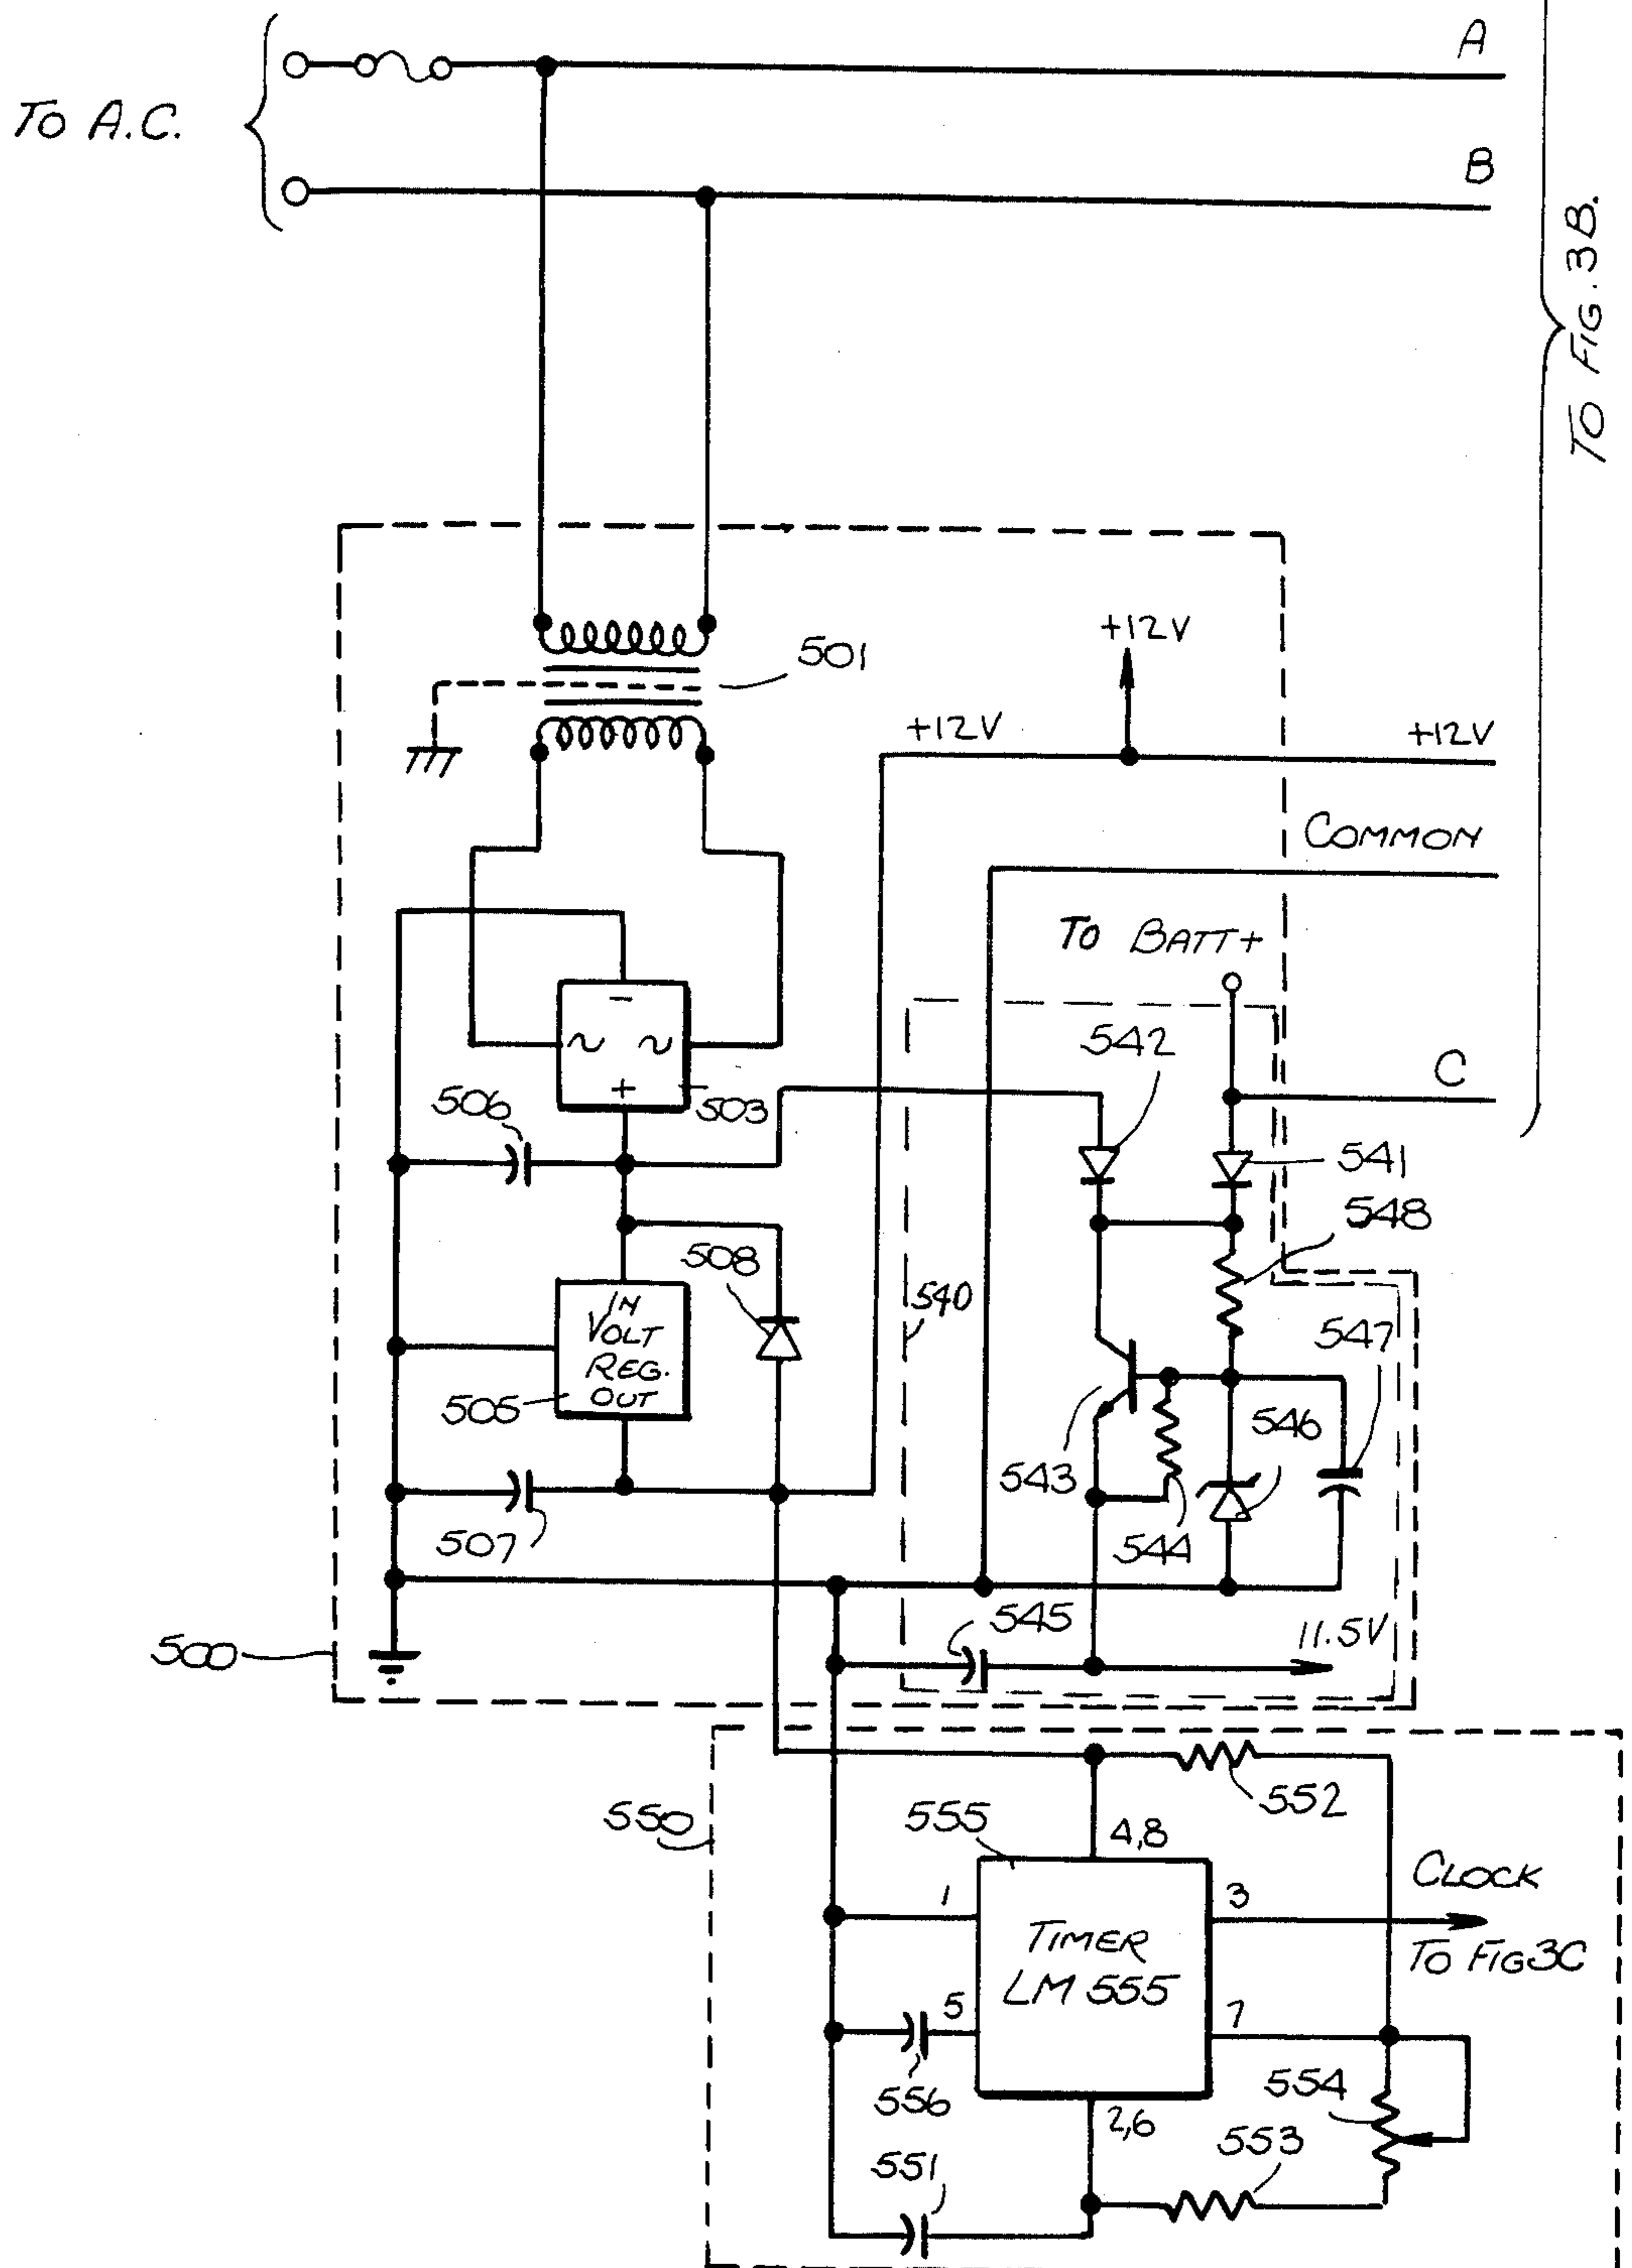 A
To A.C.
B
TO FIG. 3B.
501
+12V
+12V
+12V
COMMON
To BATT+
-
~ ~
+
503
542
C
506
541
548
508
540
IN
VOLT
REG.
OUT
547
505
546
543
544
507
545
11.5V
500
552
550
555
4,8
CLOCK
1
3
TIMER
LM 555
TO FIG 3C
5
7
556
554
2,6
553
551